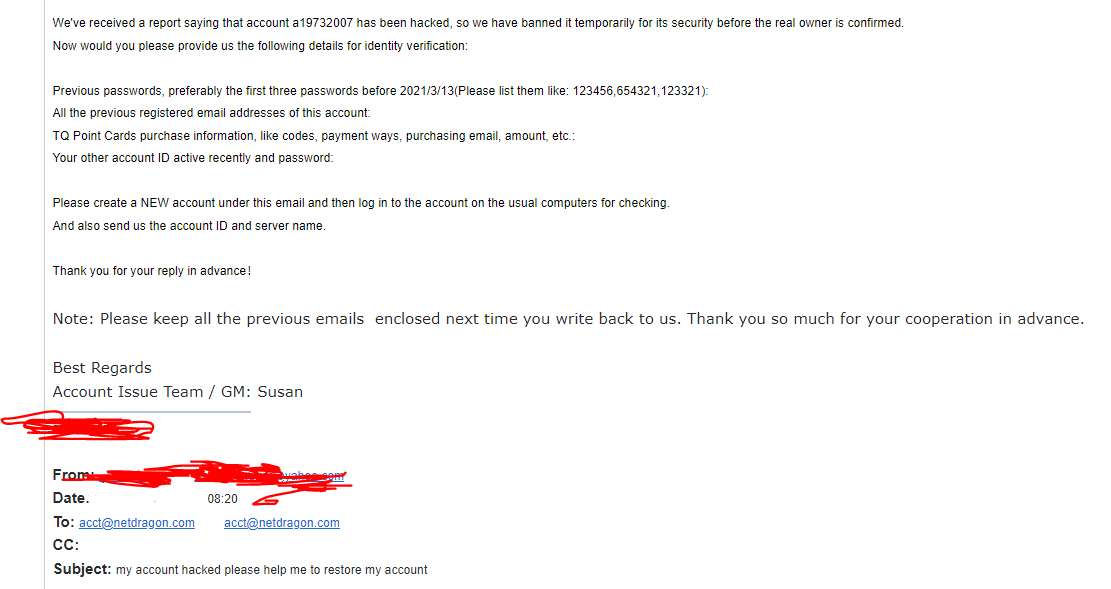 We've received a report saying that account a19732007 has been hacked, so we have banned it temporarily for its security before the real owner is confirmed.
Now would you please provide us the following details for identity verification:
Previous passwords, preferably the first three passwords before 2021/3/13(Please list them like: 123456,654321,123321):
All the previous registered email addresses of this account:
TQ Point Cards purchase information, like codes, payment ways, purchasing email, amount, etc.:
Your other account ID active recently and password:
Please create a NEW account under this email and then log in to the account on the usual computers for checking.
And also send us the account ID and server name.
Thank you for your reply in advance!
Note: Please keep all the previous emails enclosed next time you write back to us. Thank you so much for your cooperation in advance.
Best Regards
Account Issue Team / GM: Susan
From:
Date. 08:20
To: acct@netdragon.com acct@netdragon.com
CC:
Subject: my account hacked please help me to restore my account